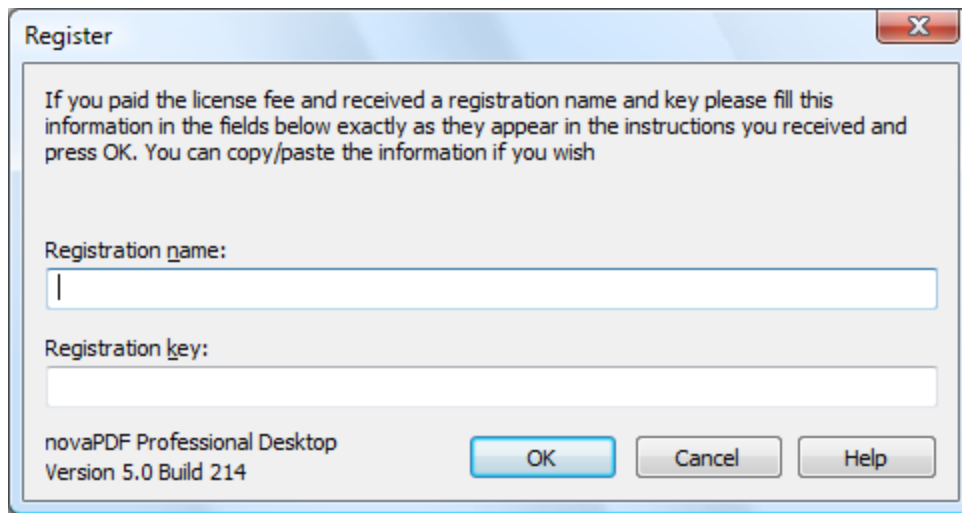 Register
If you paid the license fee and received a registration name and key please fill this
information in the fields below exactly as they appear in the instructions you received and
press OK. You can copy/paste the information if you wish
Registration name:
Registration key:
novaPDF Professional Desktop
Version 5.0 Build 214
OK Cancel Help